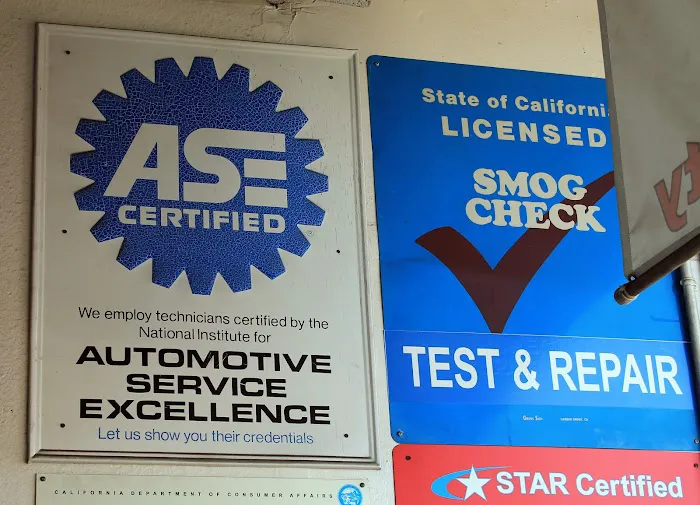 ASE
CERTIFIED
We employ technicians certified by the
National Institute for
AUTOMOTIVE
SERVICE
EXCELLENCE
Let us show you their credentials
State of California
LICENSED
SMOG
CHECK
TEST & REPAIR
STAR Certified
CALIFORNIA DEPARTMENT OF CONSUMER AFFAIRS